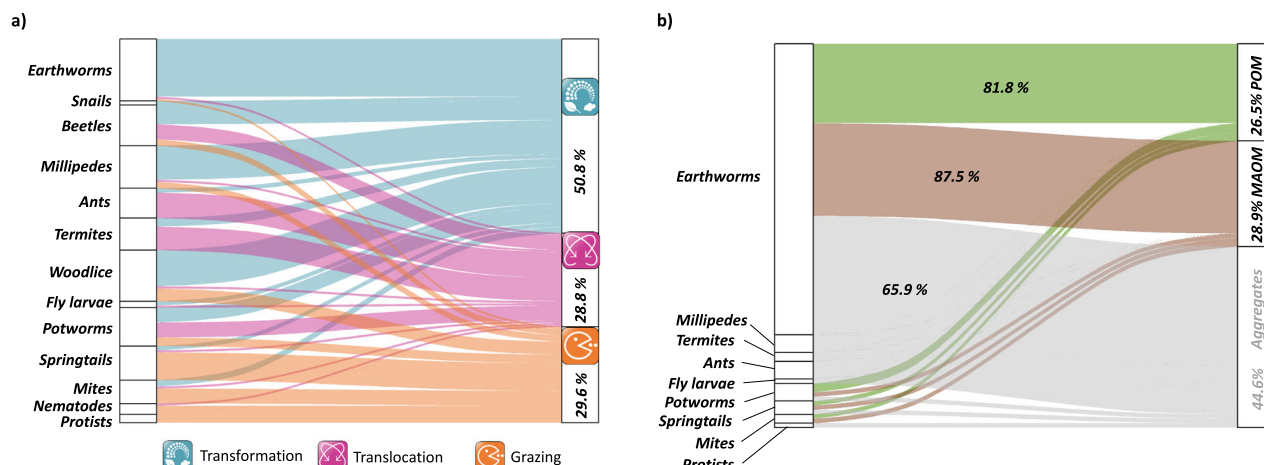 a)
Earthworms
Snails
Beetles
Millipedes
Ants
Termites
Woodlice
Fly larvae
Potworms
Springtails
Mites
Nematodes
Protists
50.8 %
28.8 %
29.6 %
Transformation
Translocation
Grazing
b)
Earthworms
Millipedes
Termites
Ants
Fly larvae
Potworms
Springtails
Mites
Protists
81.8 %
87.5 %
65.9 %
26.5% POM
28.9% MAOM
44.6% Aggregates